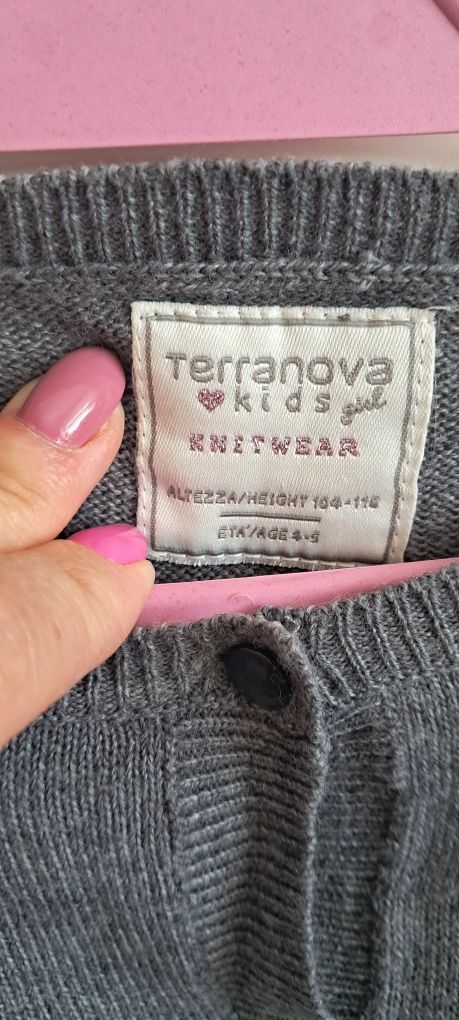 Terranova
kids girl
KNITWEAR
ALTEZZA/HEIGHT 104-116
ETA'/AGE 4-5